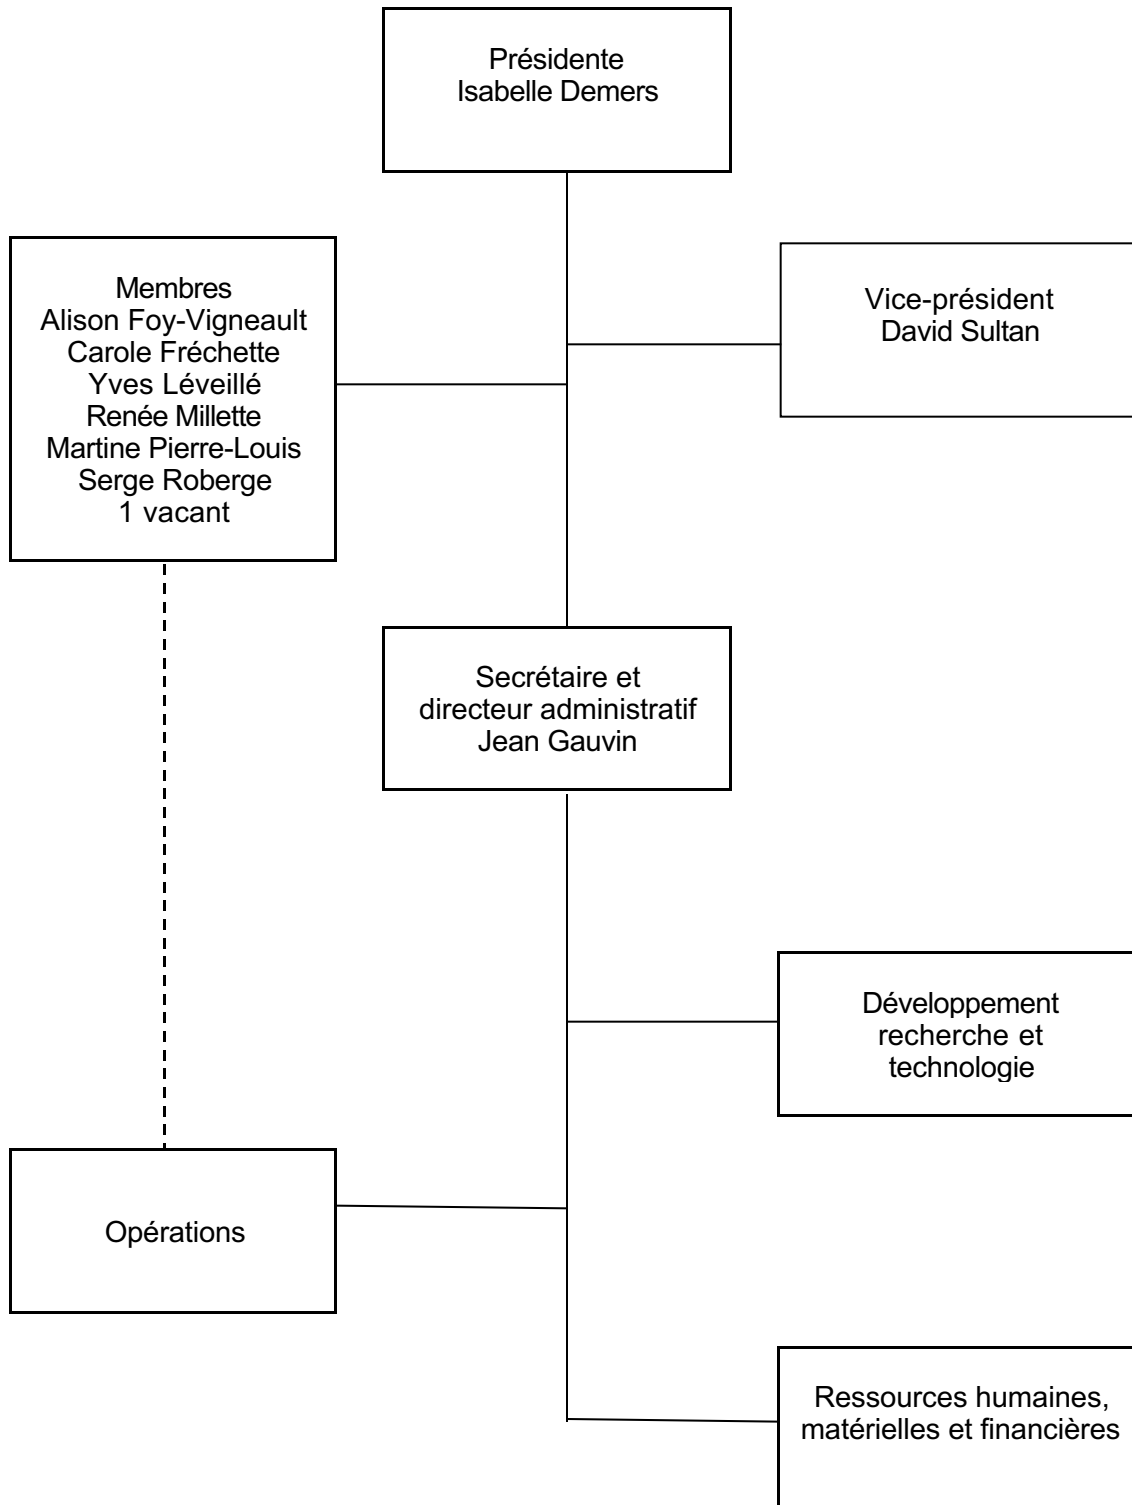 Présidente
Isabelle Demers
Membres
Alison Foy-Vigneault
Carole Fréchette
Yves Léveillé
Renée Millette
Martine Pierre-Louis
Serge Roberge
1 vacant
Vice-président
David Sultan
Secrétaire et
directeur administratif
Jean Gauvin
Développement
recherche et
technologie
Opérations
Ressources humaines,
matérielles et financières